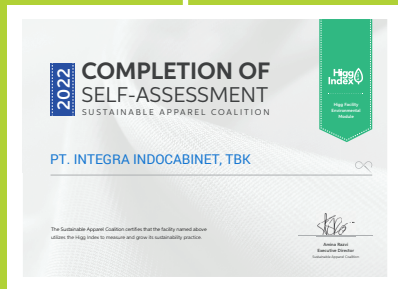 2022
COMPLETION OF
SELF-ASSESSMENT
SUSTAINABLE APPAREL COALITION
Higg
Index
Higg Facility
Environmental
Module
PT. INTEGRA INDOCABINET, TBK
The Sustainable Apparel Coalition certifies that the facility named above
utilizes the Higg Index to measure and grow its sustainability practice.
Amina Razvi
Executive Director
Sustainable Apparel Coalition